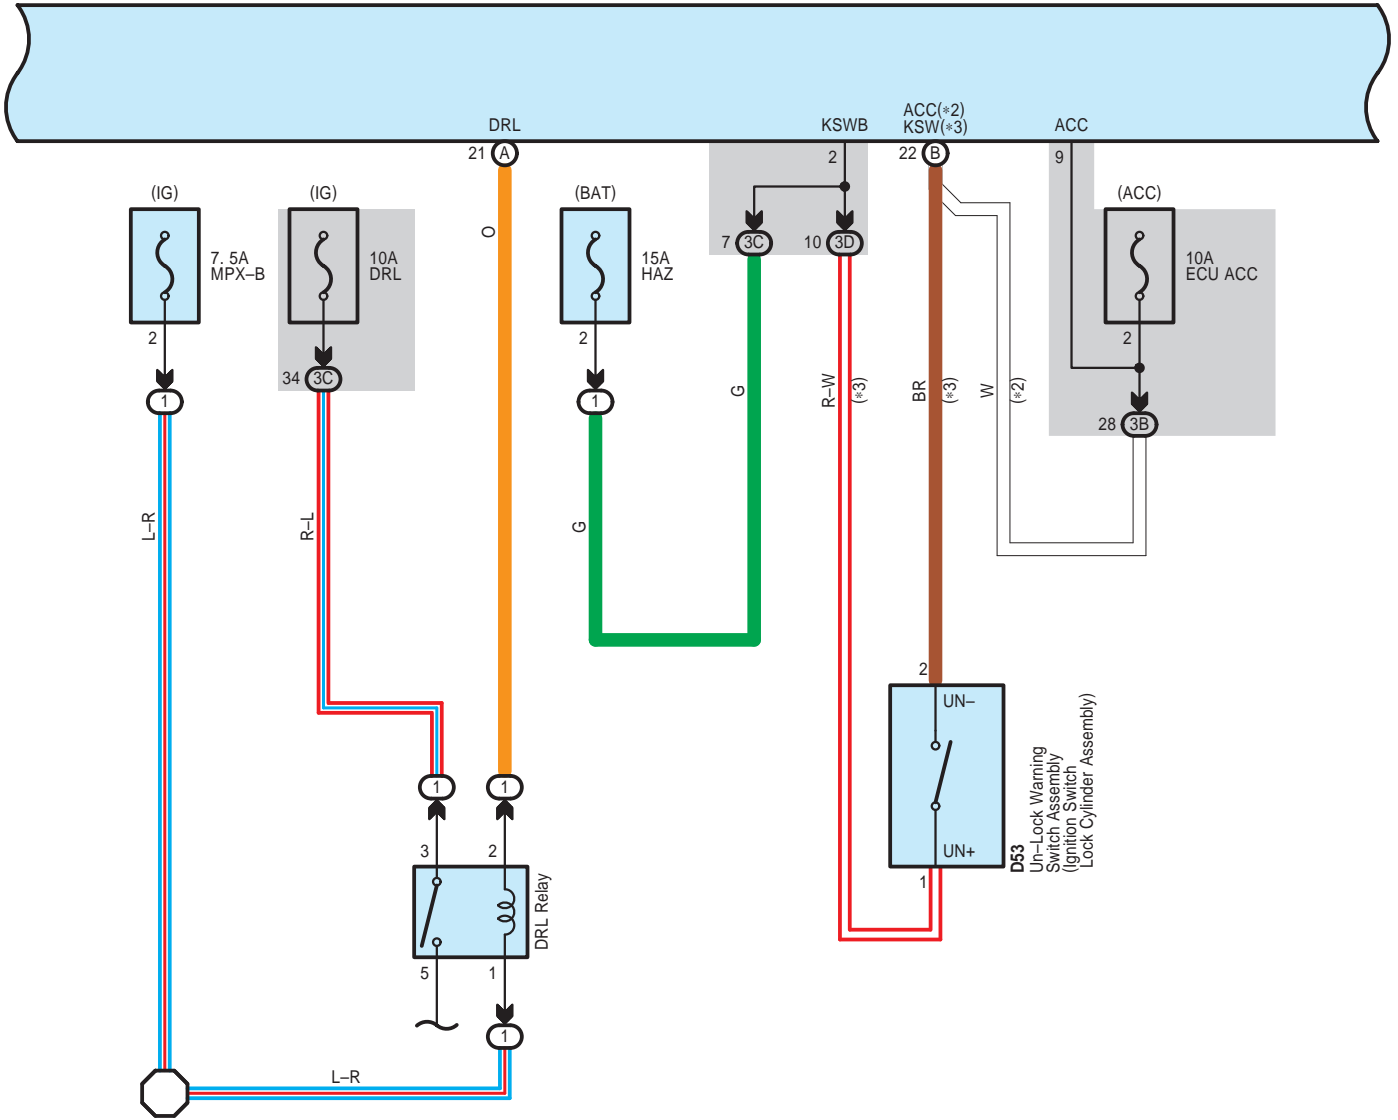 DRL
KSWB
ACC(*2)
KSW(*3)
ACC
21
A
2
22
B
9
(IG)
(IG)
(BAT)
(ACC)
O
7
3C
10
3D
7. 5A
MPX–B
10A
DRL
15A
HAZ
10A
ECU ACC
2
2
2
34
3C
1
1
G
R–W
(*3)
BR
(*3)
W
(*2)
28
3B
L–R
R–L
G
2
UN–
UN+
1
D53
Un–Lock Warning
Switch Assembly
(Ignition Switch
Lock Cylinder Assembly)
1
1
3
2
DRL Relay
5
1
1
L–R